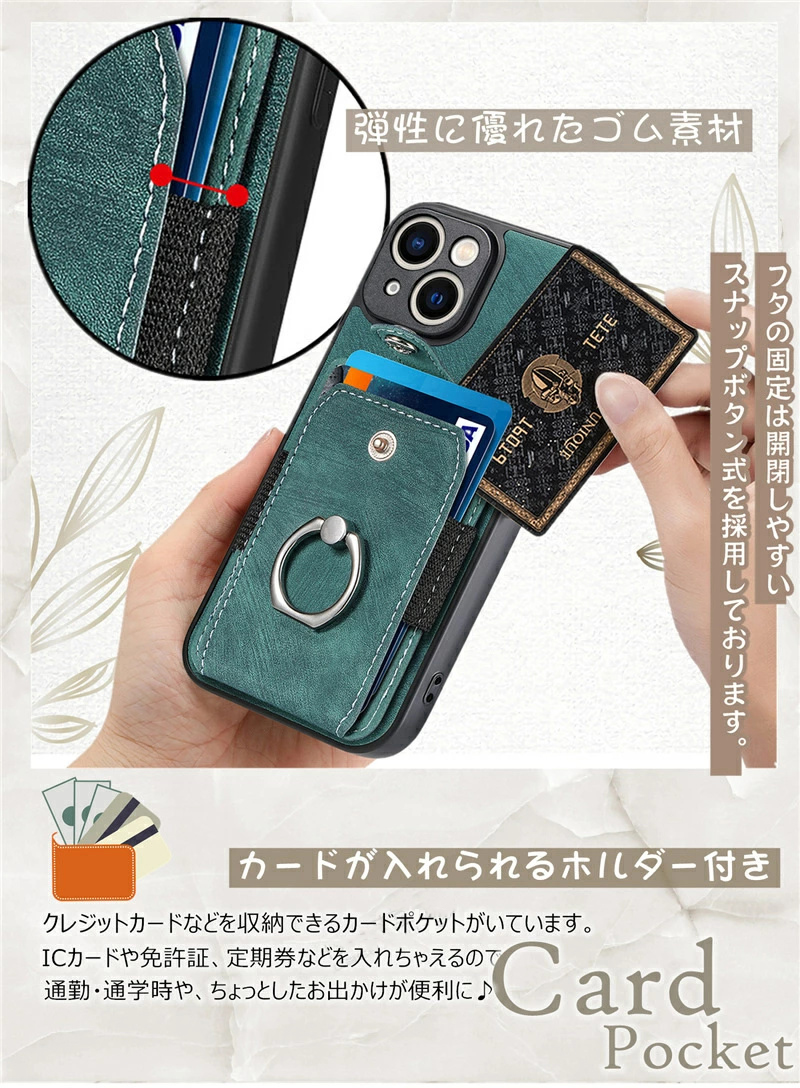 弾性に優れたゴム素材
フタの固定は開閉しやすい
スナップボタン式を採用しております。
TETE
カードが入れられるホルダー付き
クレジットカードなどを収納できるカードポケットがいています。
ICカードや免許証、定期券などを入れちゃえるので
通勤・通学時や、ちょっとしたお出かけが便利に♪
Card
Pocket